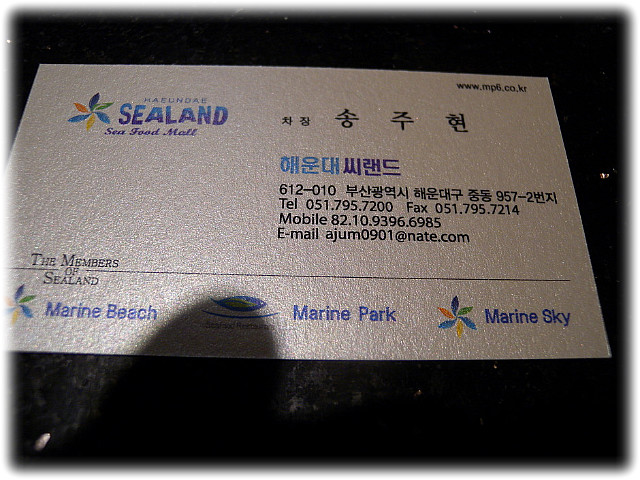 www.mp6.co.kr
HAEUNDAE
SEALAND
Sea Food Mall
차 장 송 주 현
해운대씨랜드
612-010 부산광역시 해운대구 중동 957-2번지
Tel 051.795.7200 Fax 051.795.7214
Mobile 82.10.9396.6985
E-mail ajum0901@nate.com
THE MEMBERS
OF
SEALAND
Marine Beach
Seafood Restaurant
Marine Park
Marine Sky